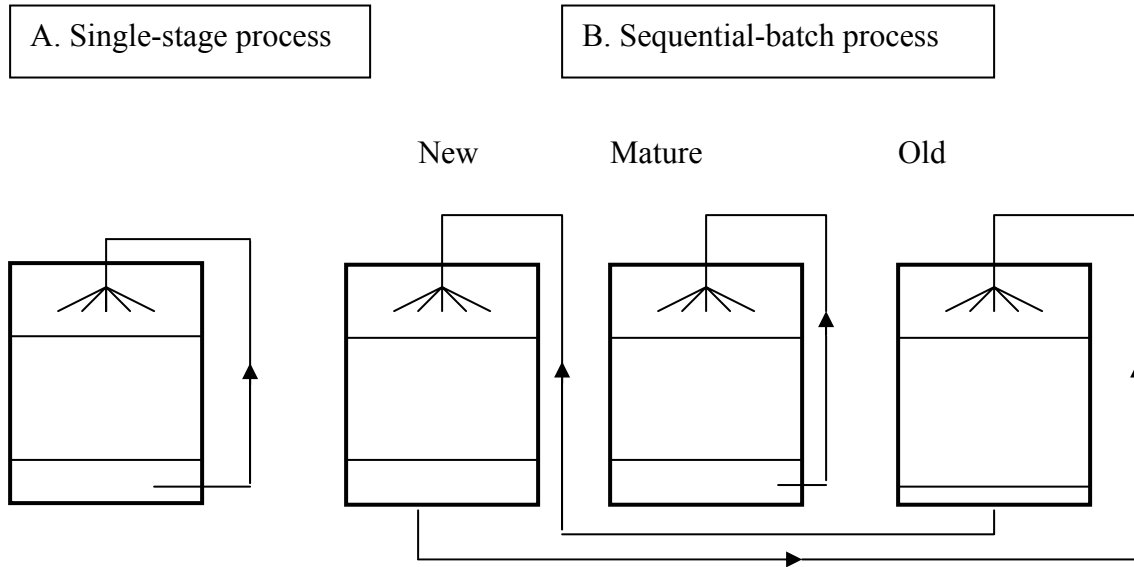 A. Single-stage process
B. Sequential-batch process
New
Mature
Old